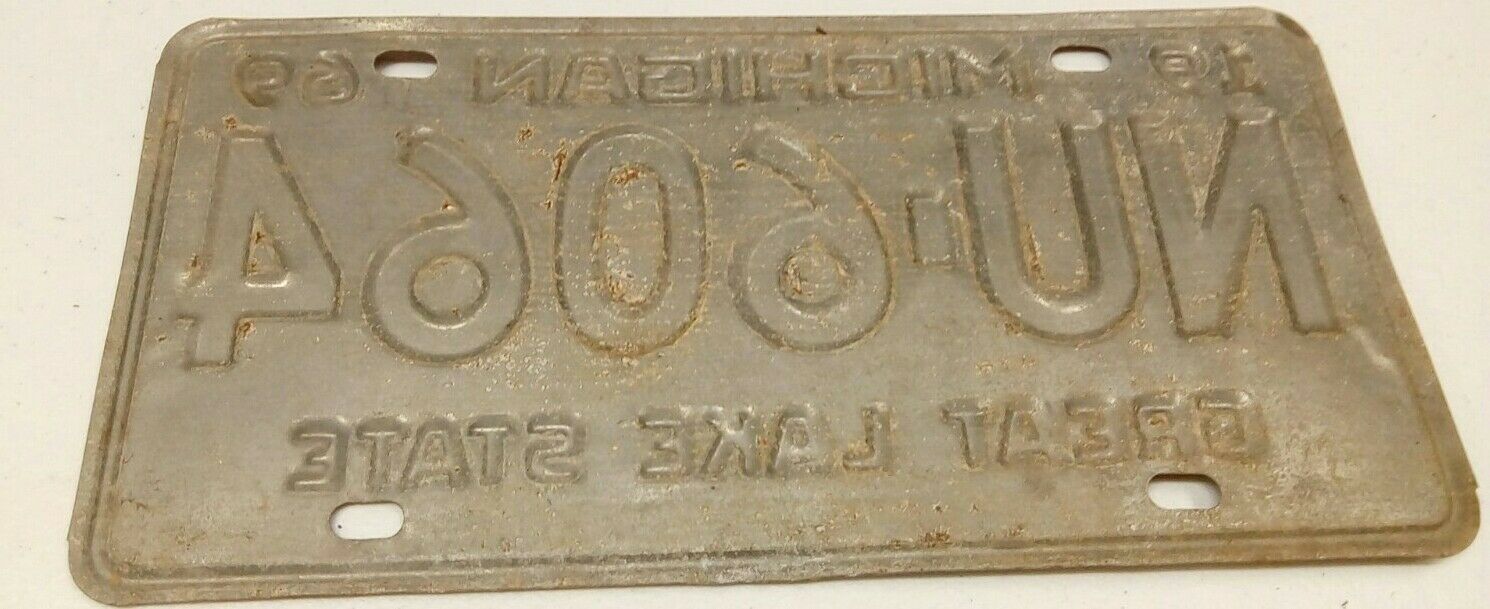 19 MICHIGAN 69
NU-6064
GREAT LAKE STATE